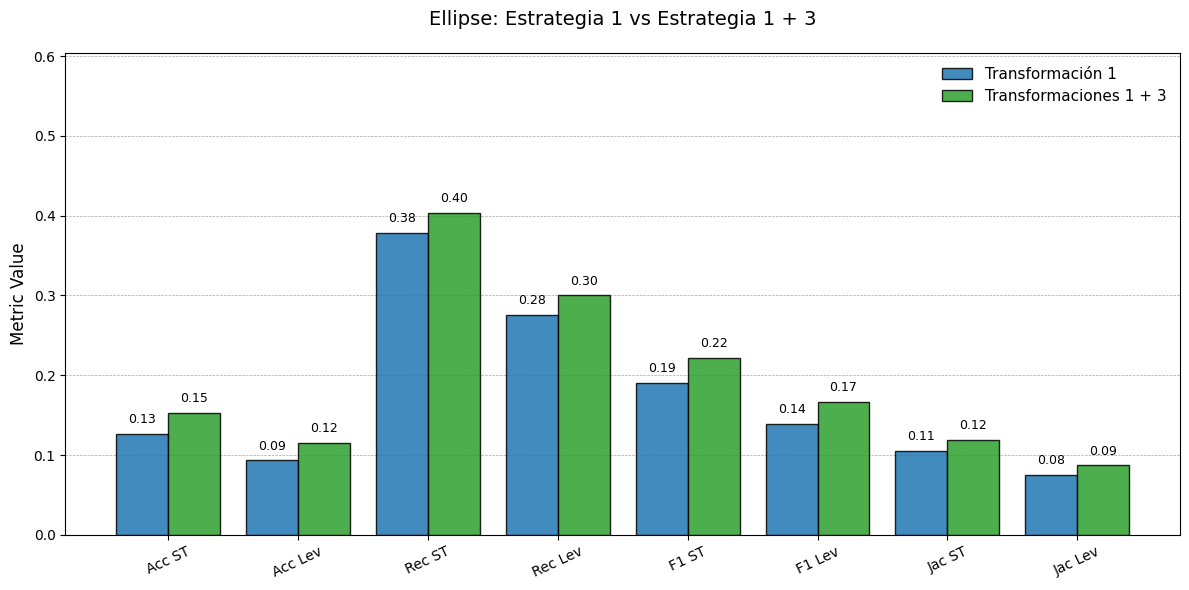 Ellipse: Estrategia 1 vs Estrategia 1 + 3
Transformación 1
Transformaciones 1 + 3
Metric Value
0.6
0.5
0.4
0.3
0.2
0.1
0.0
0.13
0.15
0.09
0.12
0.38
0.40
0.28
0.30
0.19
0.22
0.14
0.17
0.11
0.12
0.08
0.09
Acc ST
Acc Lev
Rec ST
Rec Lev
F1 ST
F1 Lev
Jac ST
Jac Lev